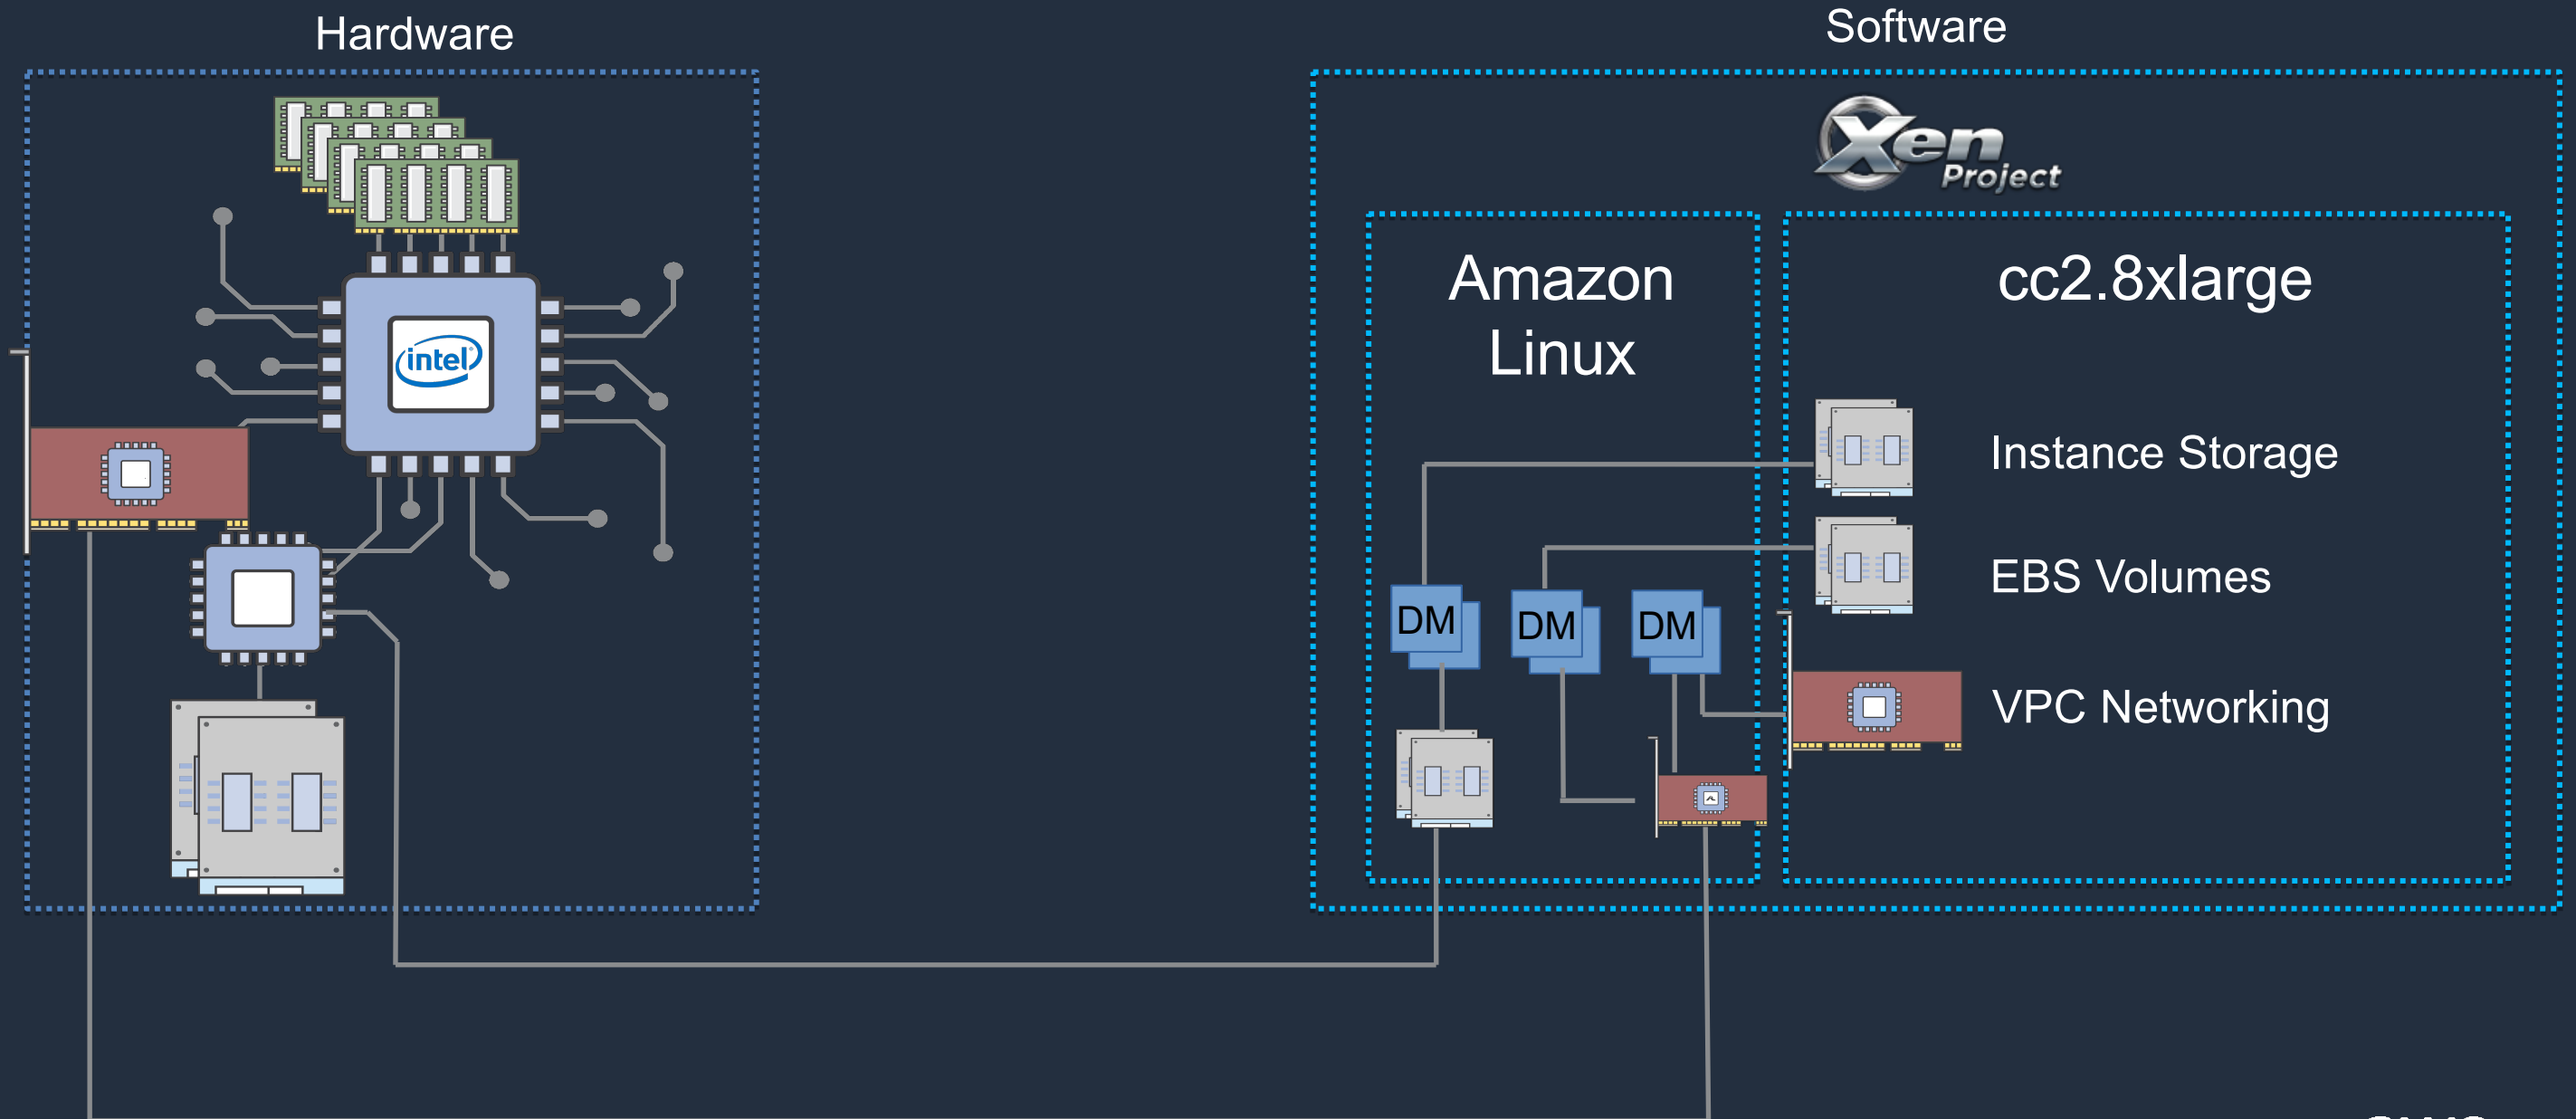 Hardware
Software
Xen
Project
intel
Amazon
Linux
cc2.8xlarge
Instance Storage
EBS Volumes
DM
DM
DM
VPC Networking